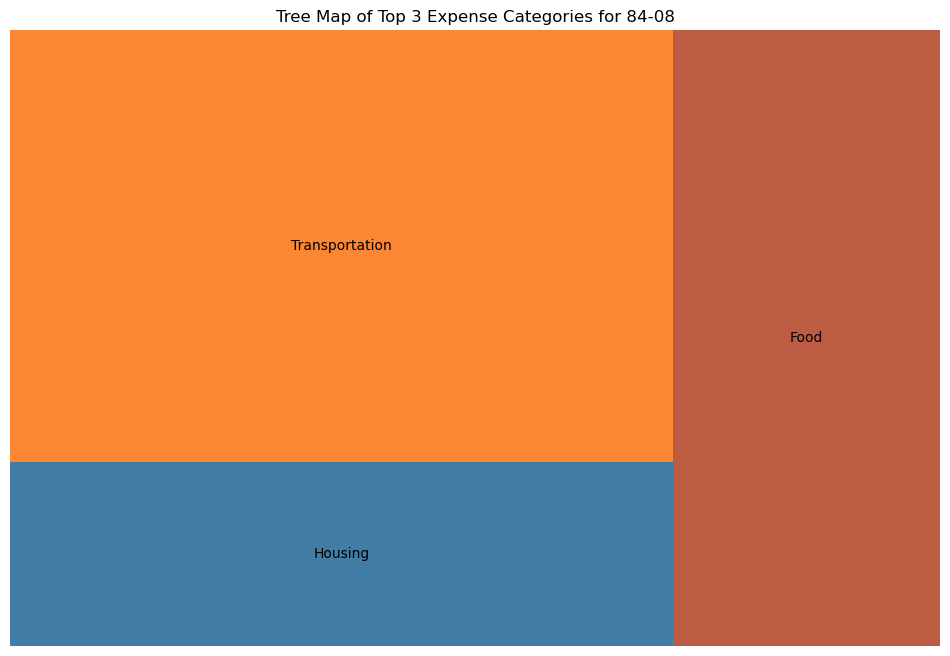 Tree Map of Top 3 Expense Categories for 84-08
Transportation
Food
Housing